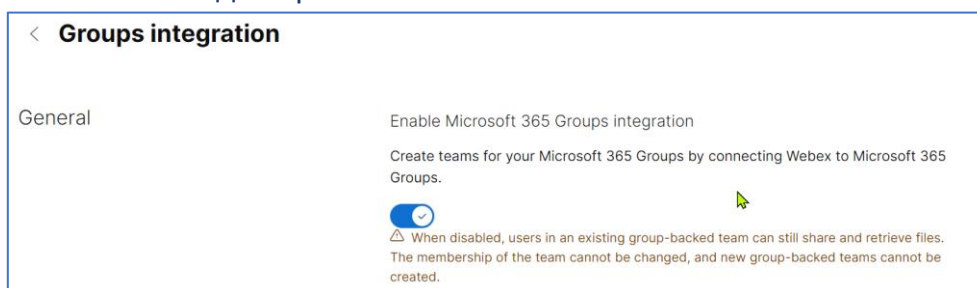 Groups integration
General
Enable Microsoft 365 Groups integration
Create teams for your Microsoft 365 Groups by connecting Webex to Microsoft 365
Groups.
When disabled, users in an existing group-backed team can still share and retrieve files.
The membership of the team cannot be changed, and new group-backed teams cannot be
created.